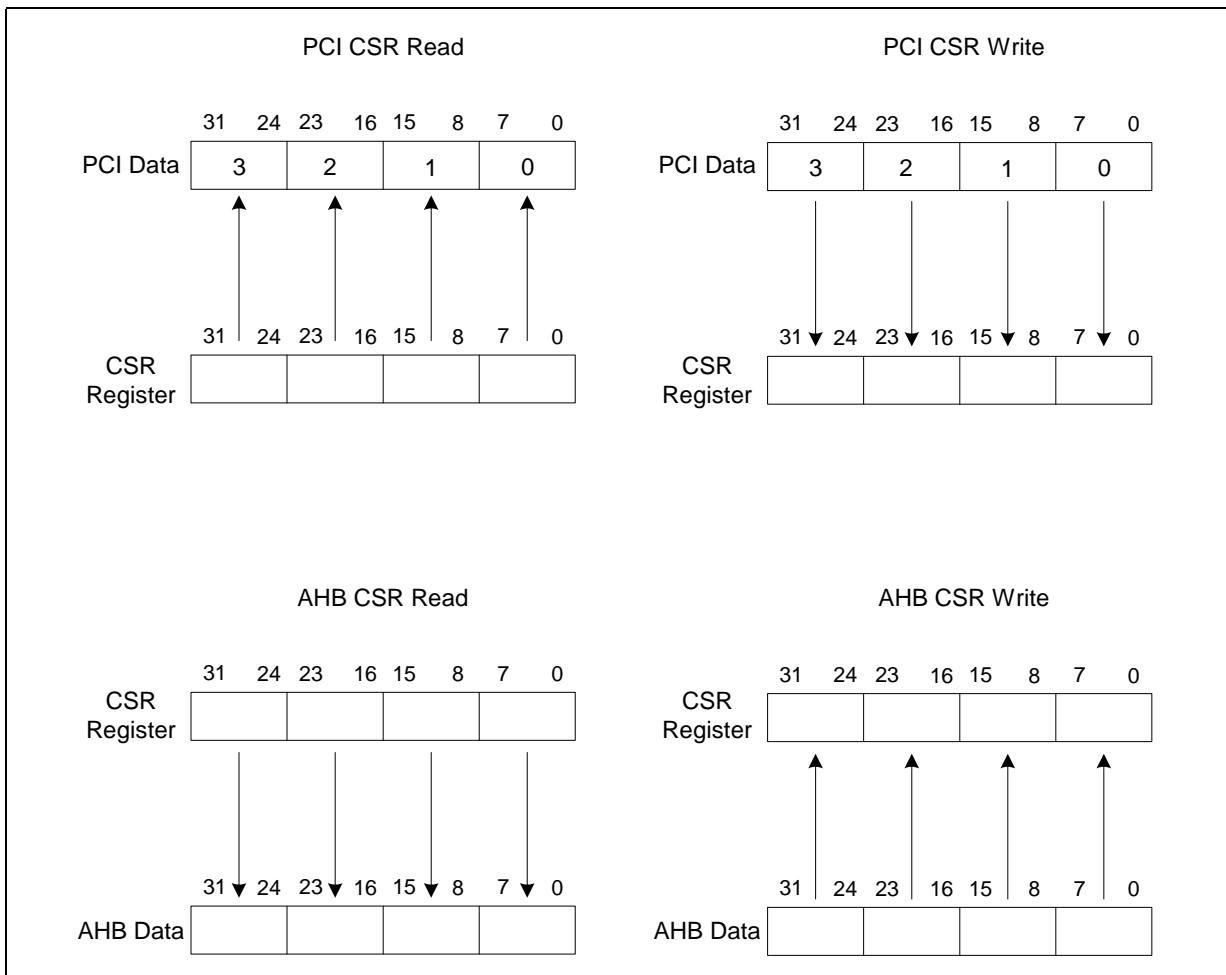 PCI CSR Read
PCI CSR Write
31 24 23 16 15 8 7 0
31 24 23 16 15 8 7 0
PCI Data 3 2 1 0
PCI Data 3 2 1 0
31 24 23 16 15 8 7 0
31 24 23 16 15 8 7 0
CSR
Register
CSR
Register
AHB CSR Read
AHB CSR Write
31 24 23 16 15 8 7 0
31 24 23 16 15 8 7 0
CSR
Register
CSR
Register
31 24 23 16 15 8 7 0
31 24 23 16 15 8 7 0
AHB Data
AHB Data